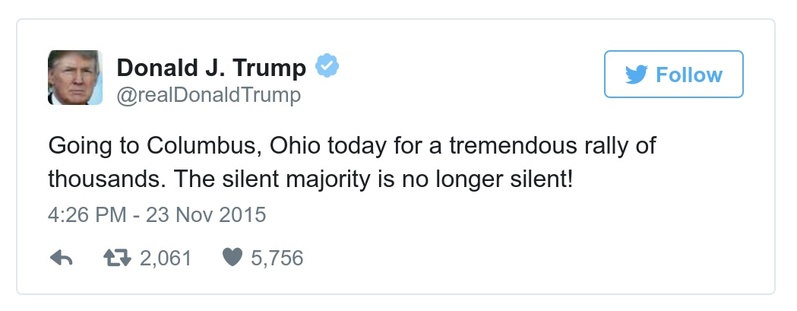 Donald J. Trump
@realDonaldTrump
Follow
Going to Columbus, Ohio today for a tremendous rally of
thousands. The silent majority is no longer silent!
4:26 PM - 23 Nov 2015
2,061 5,756